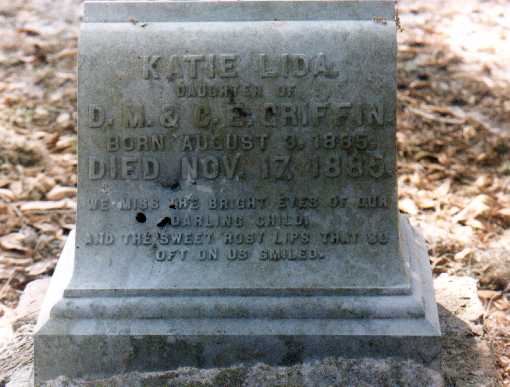 KATIE LIDA.
DAUGHTER OF
D. M. & C. E. GRIFFIN
BORN AUGUST 3, 1885.
DIED NOV. 17, 1885.
WE MISS THE BRIGHT EYES OF OUR
DARLING CHILD,
AND THE SWEET ROSY LIPS THAT SO
OFT ON US SMILED.